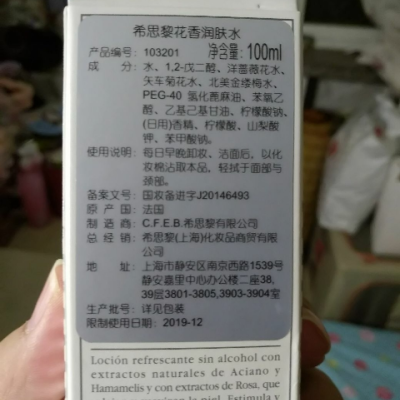 希思黎花香润肤水
产品编号：103201 净含量：100ml
成 分：水、1,2-戊二醇、洋蔷薇花水、
矢车菊花水、北美金缕梅水、
PEG-40 氢化蓖麻油、苯氧乙
醇、乙基己基甘油、柠檬酸钠、
(日用)香精、柠檬酸、山梨酸
钾、苯甲酸钠。
使用说明：每日早晚卸妆、洁面后，以化
妆棉沾取本品、轻拭于面部与
颈部。
备案文号：国妆备进字J20146493
原 产 国：法国
制 造 商：C.F.E.B.希思黎有限公司
总 经 销：希思黎(上海)化妆品商贸有限
公司
地 址：上海市静安区南京西路1539号
静安嘉里中心办公楼二座38,
39层3801-3805,3903-3904室
生产批号：详见包装
限制使用日期：2019-12
Loción refrescante sin alcohol con
extractos naturales de Aciano y
Hamamelis y con extractos de Rosa, que
la piel. Estimula y